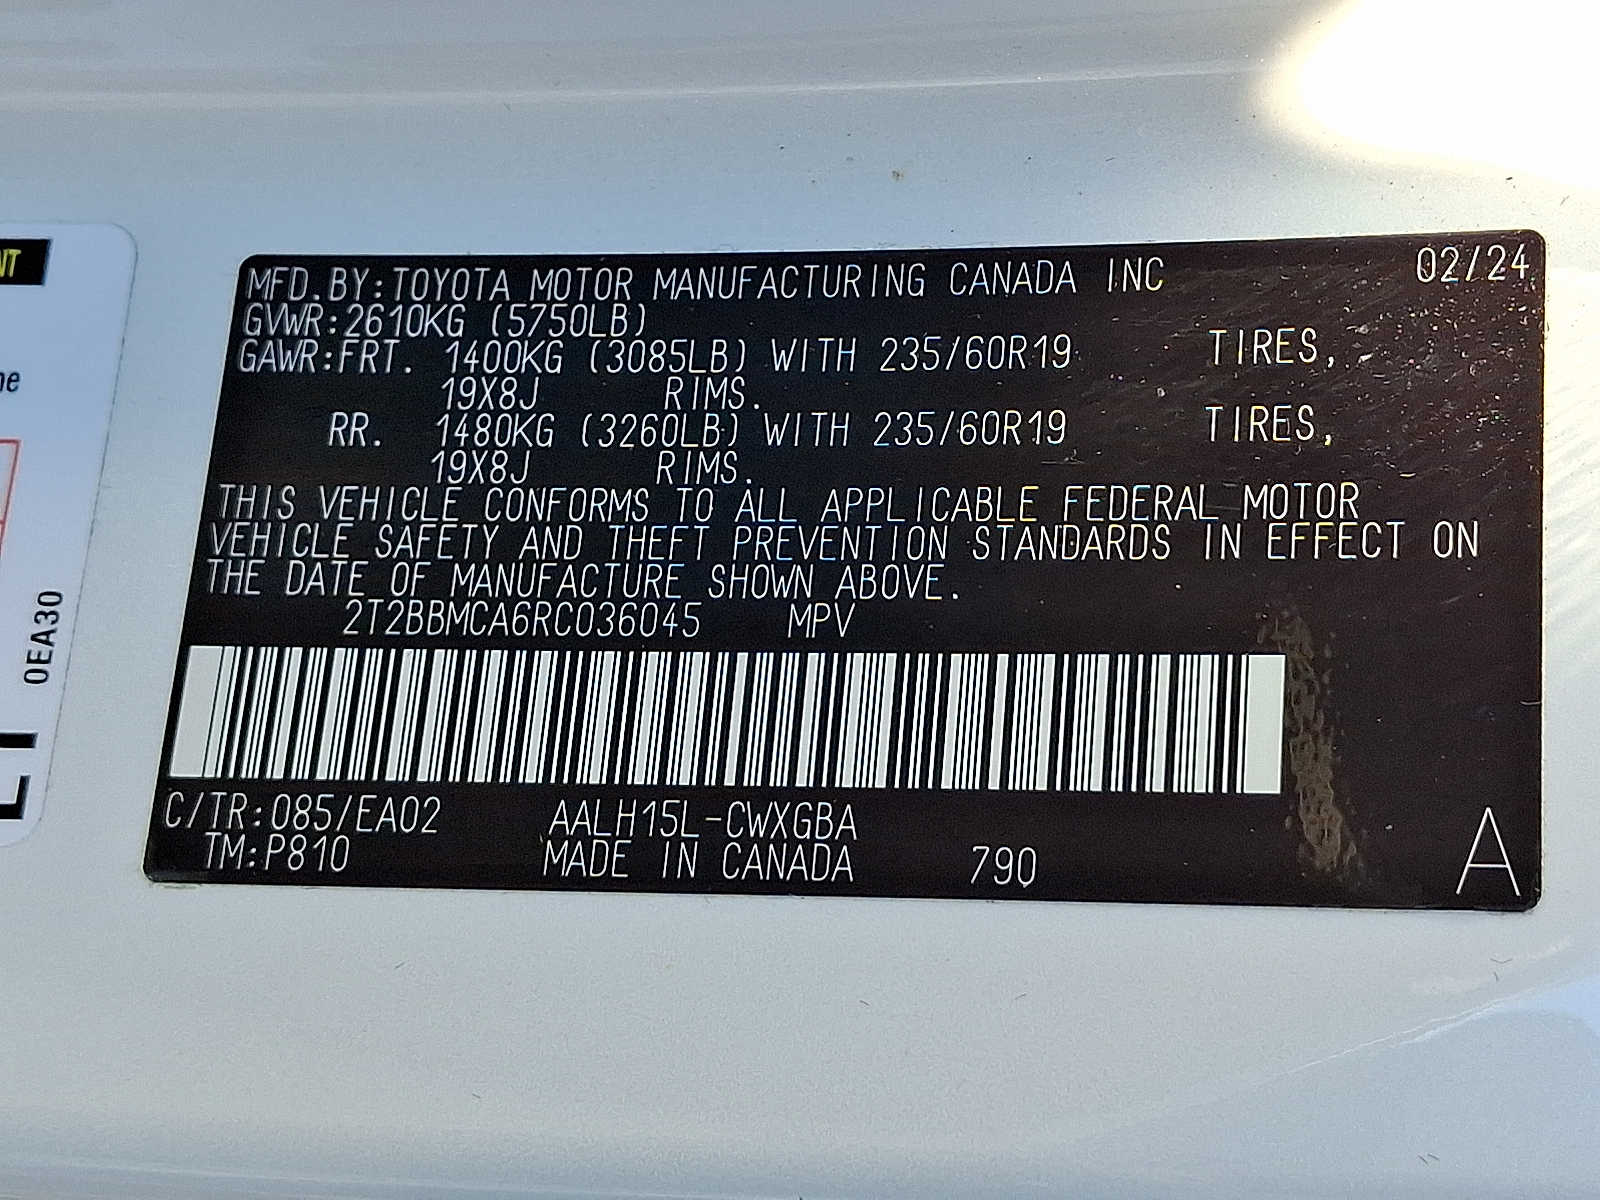 MFD.BY:TOYOTA MOTOR MANUFACTURING CANADA INC 02/24
GVWR:2610KG (5750LB)
GAWR:FRT. 1400KG (3085LB) WITH 235/60R19 TIRES,
19X8J RIMS.
RR. 1480KG (3260LB) WITH 235/60R19 TIRES,
19X8J RIMS.
THIS VEHICLE CONFORMS TO ALL APPLICABLE FEDERAL MOTOR
VEHICLE SAFETY AND THEFT PREVENTION STANDARDS IN EFFECT ON
THE DATE OF MANUFACTURE SHOWN ABOVE.
2T2BBMCA6RC036045 MPV
C/TR:085/EA02 AALH15L-CWXGBA
TM:P810 MADE IN CANADA 790 A
0EA30